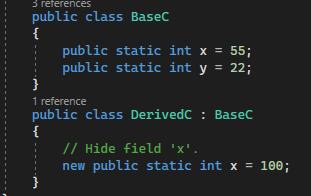 3 references
public class BaseC
{
public static int x = 55;
public static int y = 22;
}
1 reference
public class DerivedC : BaseC
{
// Hide field 'x'.
new public static int x = 100;
}